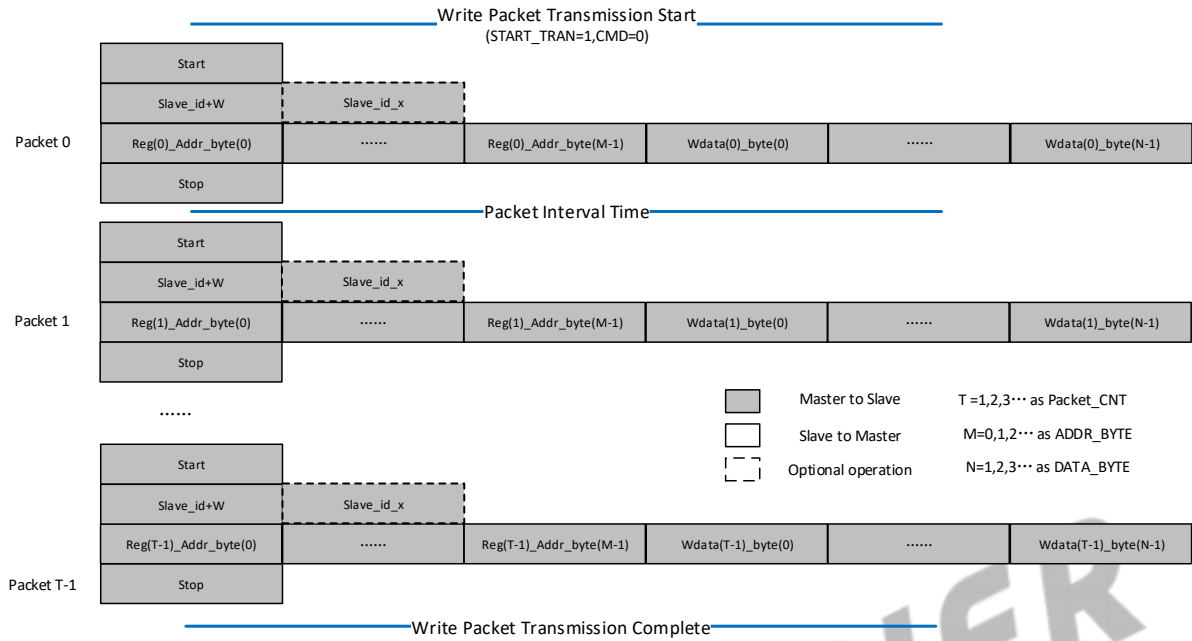 Write Packet Transmission Start
(START_TRAN=1,CMD=0)
Start
Slave_id+W Slave_id_x
Packet 0 Reg(0)_Addr_byte(0) ...... Reg(0)_Addr_byte(M-1) Wdata(0)_byte(0) ...... Wdata(0)_byte(N-1)
Stop
Packet Interval Time
Start
Slave_id+W Slave_id_x
Packet 1 Reg(1)_Addr_byte(0) ...... Reg(1)_Addr_byte(M-1) Wdata(1)_byte(0) ...... Wdata(1)_byte(N-1)
Stop
......
Master to Slave T =1,2,3··· as Packet_CNT
Slave to Master M=0,1,2··· as ADDR_BYTE
Optional operation N=1,2,3··· as DATA_BYTE
Start
Slave_id+W Slave_id_x
Reg(T-1)_Addr_byte(0) ...... Reg(T-1)_Addr_byte(M-1) Wdata(T-1)_byte(0) ...... Wdata(T-1)_byte(N-1)
Packet T-1 Stop
Write Packet Transmission Complete